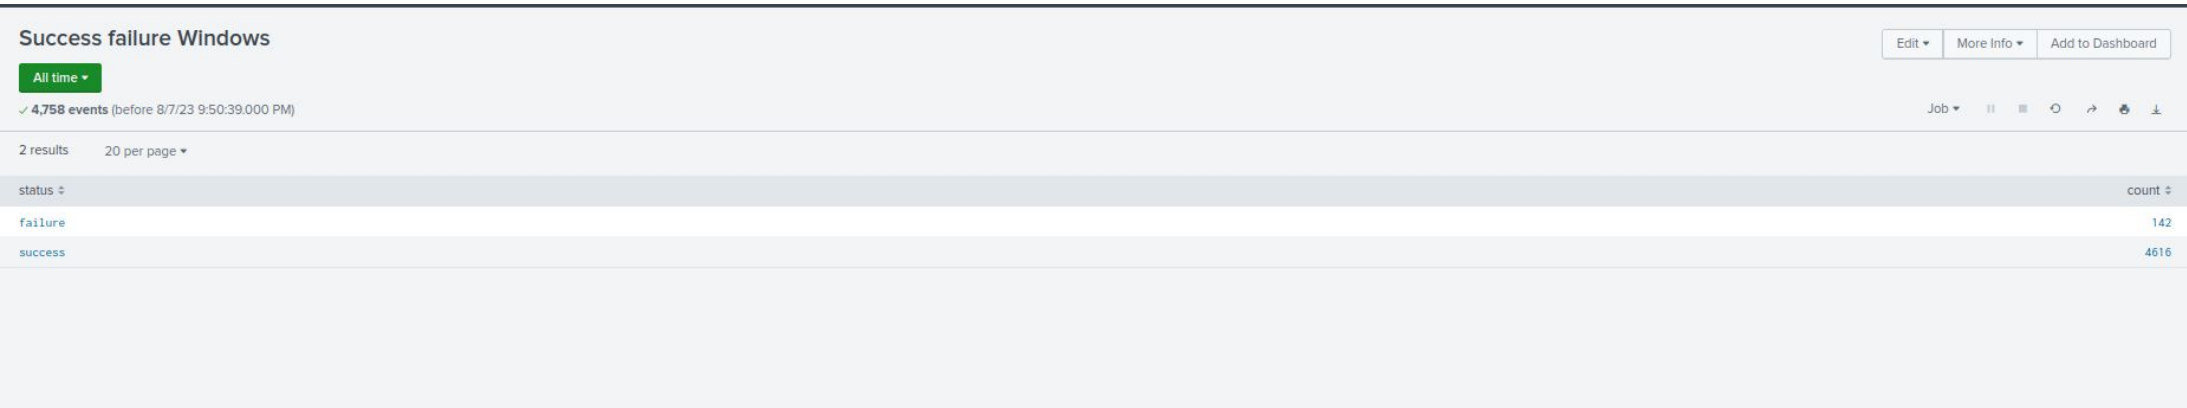 Success failure Windows
Edit More Info Add to Dashboard
All time
4,758 events (before 8/7/23 9:50:39.000 PM)
Job
2 results 20 per page
status count
failure 142
success 4616